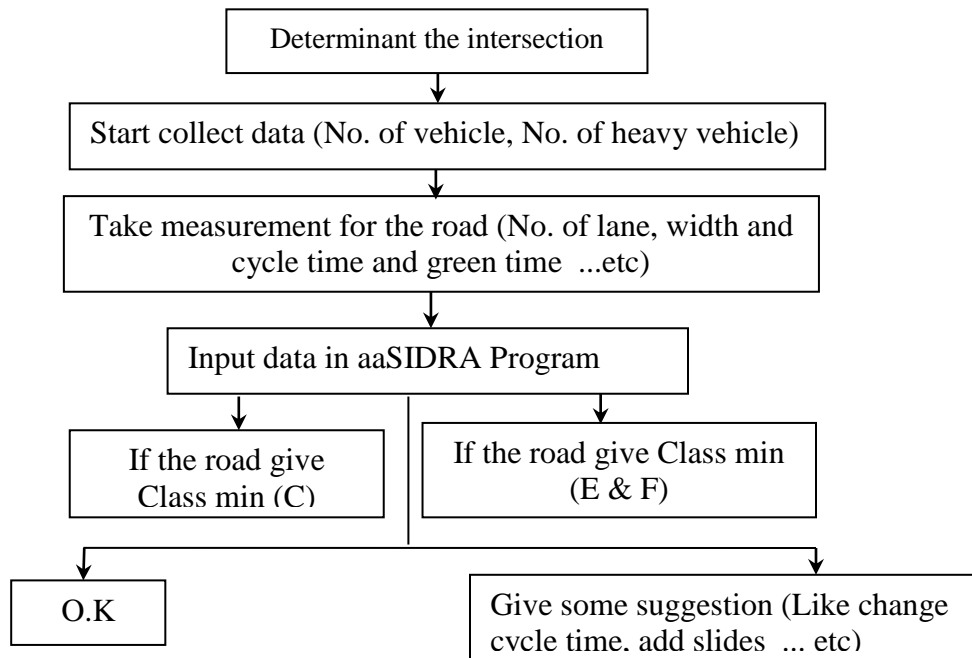 Determinant the intersection
Start collect data (No. of vehicle, No. of heavy vehicle)
Take measurement for the road (No. of lane, width and
cycle time and green time ...etc)
Input data in aaSIDRA Program
If the road give
Class min (C)
If the road give Class min
(E & F)
O.K
Give some suggestion (Like change
cycle time, add slides ... etc)